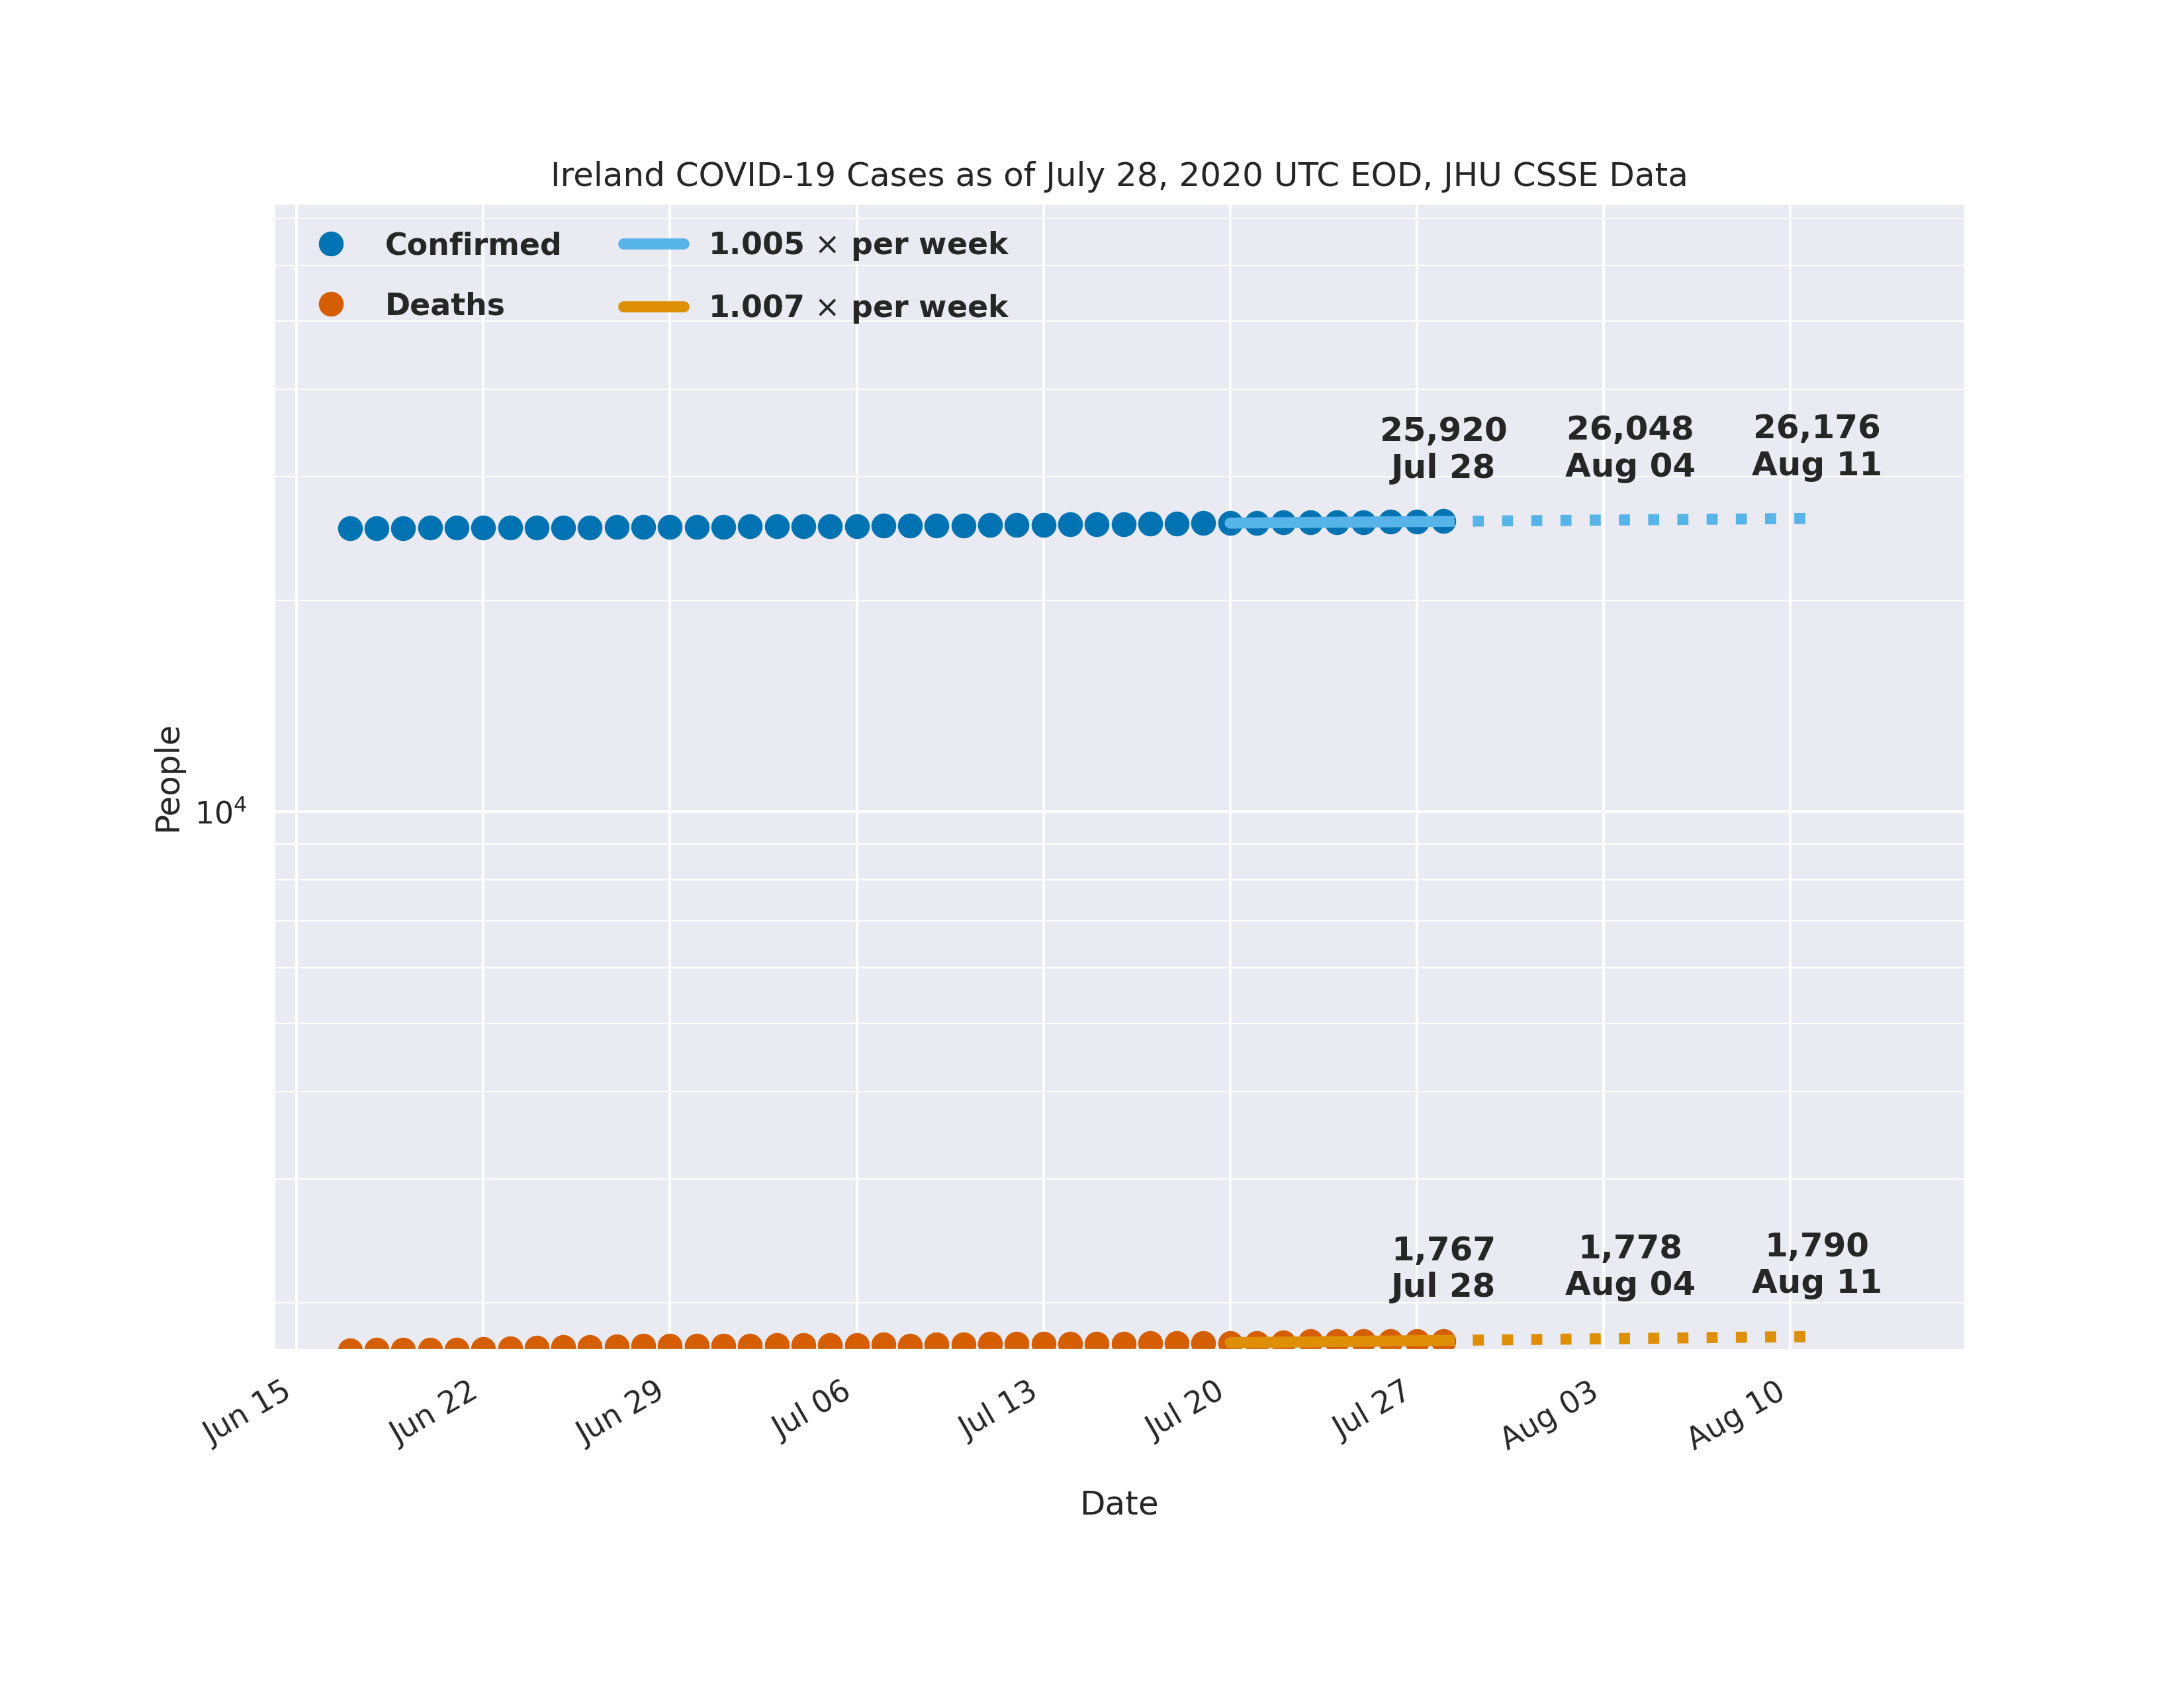 Ireland COVID-19 Cases as of July 28, 2020 UTC EOD, JHU CSSE Data
Confirmed
Deaths
1.005 × per week
1.007 × per week
25,920
Jul 28
26,048
Aug 04
26,176
Aug 11
People
10⁴
1,767
Jul 28
1,778
Aug 04
1,790
Aug 11
Jun 15
Jun 22
Jun 29
Jul 06
Jul 13
Jul 20
Jul 27
Aug 03
Aug 10
Date